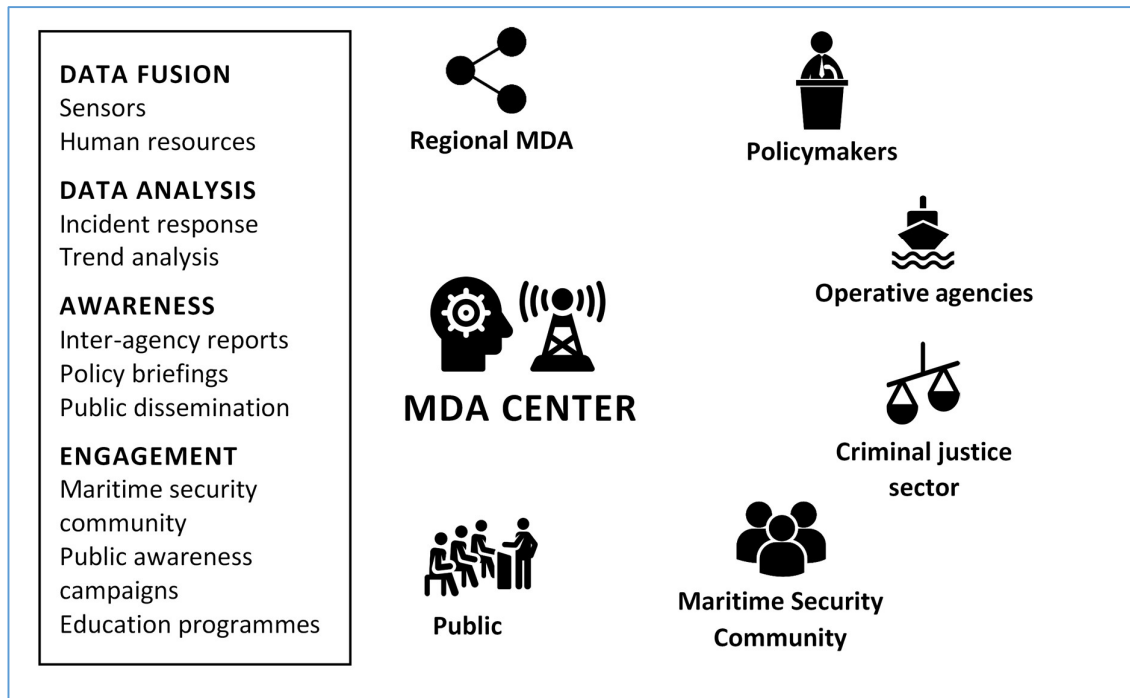 DATA FUSION
Sensors
Human resources
DATA ANALYSIS
Incident response
Trend analysis
AWARENESS
Inter-agency reports
Policy briefings
Public dissemination
ENGAGEMENT
Maritime security
community
Public awareness
campaigns
Education programmes
Regional MDA
Policymakers
Operative agencies
MDA CENTER
Criminal justice
sector
Maritime Security
Community
Public